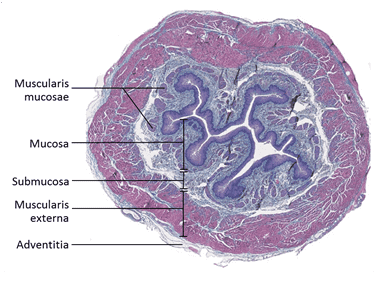 Muscularis
mucosae
Mucosa
Submucosa
Muscularis
externa
Adventitia